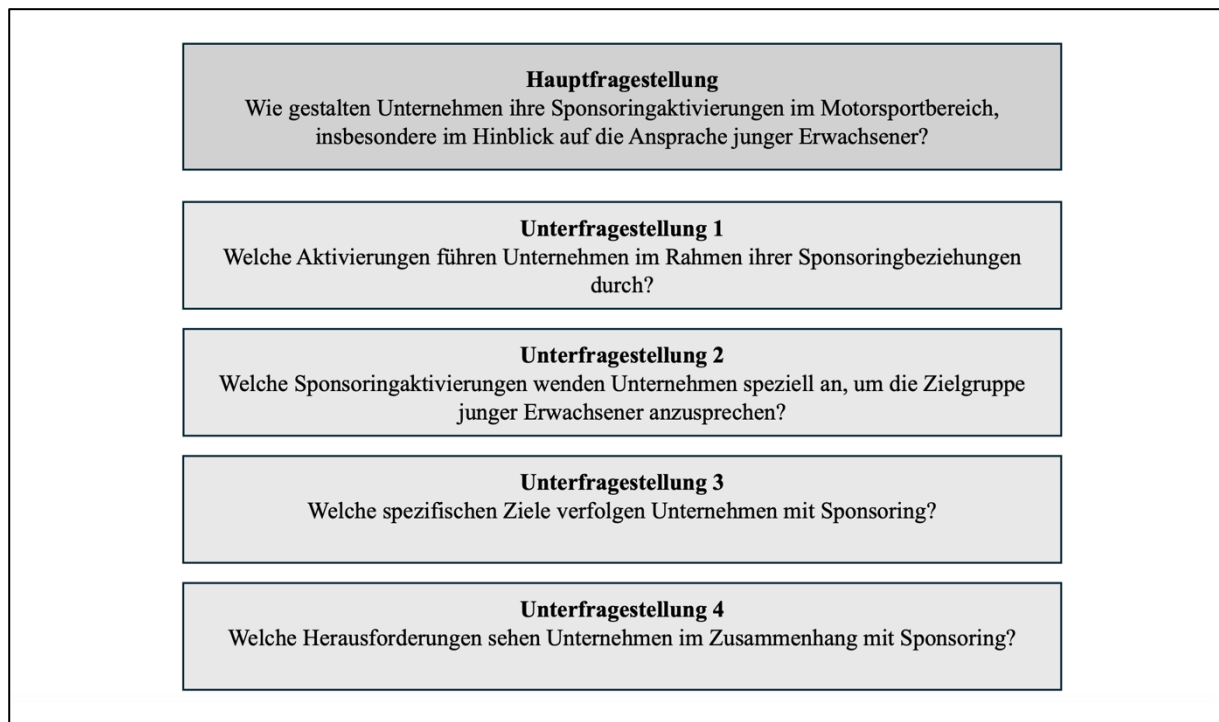 Hauptfragestellung
Wie gestalten Unternehmen ihre Sponsoringaktivierungen im Motorsportbereich,
insbesondere im Hinblick auf die Ansprache junger Erwachsener?
Unterfragestellung 1
Welche Aktivierungen führen Unternehmen im Rahmen ihrer Sponsoringbeziehungen
durch?
Unterfragestellung 2
Welche Sponsoringaktivierungen wenden Unternehmen speziell an, um die Zielgruppe
junger Erwachsener anzusprechen?
Unterfragestellung 3
Welche spezifischen Ziele verfolgen Unternehmen mit Sponsoring?
Unterfragestellung 4
Welche Herausforderungen sehen Unternehmen im Zusammenhang mit Sponsoring?